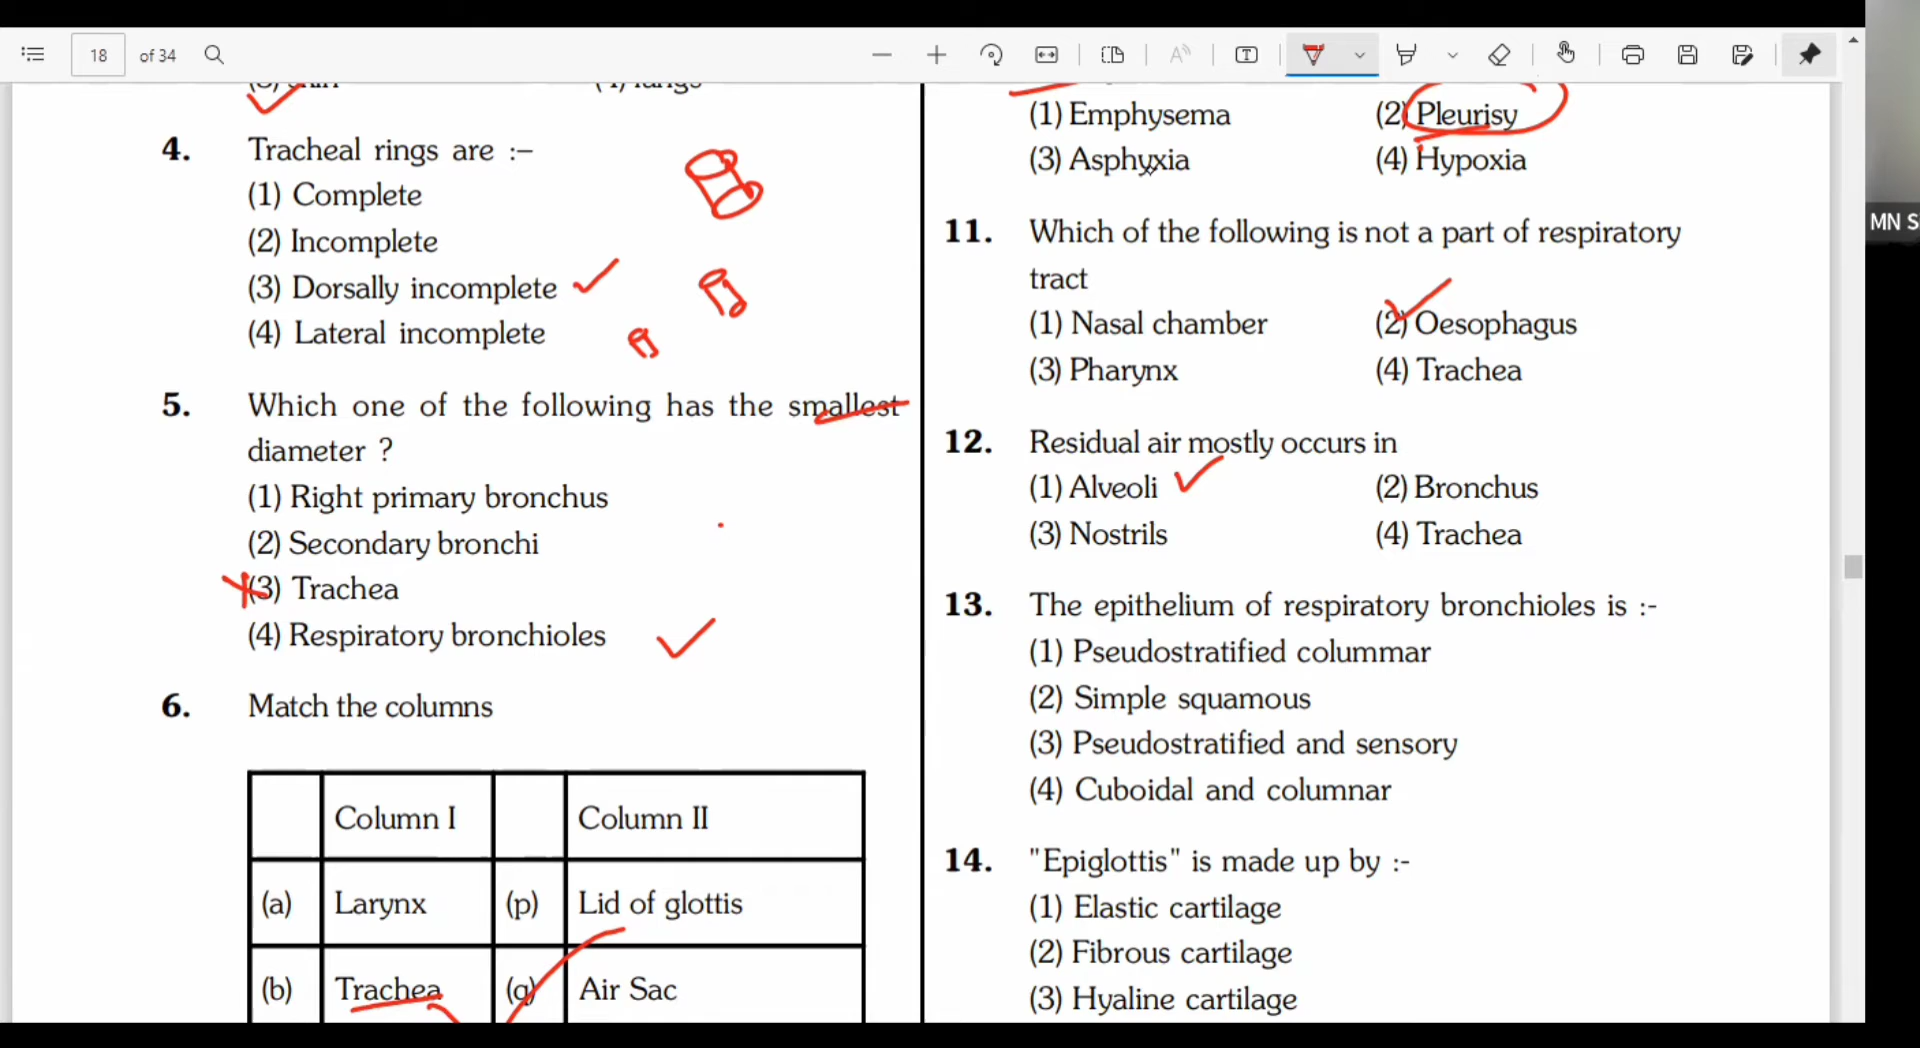 18 of 34
MN S
4. Tracheal rings are :–
(1) Complete
(2) Incomplete
(3) Dorsally incomplete
(4) Lateral incomplete
5. Which one of the following has the smallest
diameter ?
(1) Right primary bronchus
(2) Secondary bronchi
(3) Trachea
(4) Respiratory bronchioles
6. Match the columns
Column I Column II
(a) Larynx (p) Lid of glottis
(b) Trachea (q) Air Sac
(1) Emphysema (2) Pleurisy
(3) Asphyxia (4) Hypoxia
11. Which of the following is not a part of respiratory
tract
(1) Nasal chamber (2) Oesophagus
(3) Pharynx (4) Trachea
12. Residual air mostly occurs in
(1) Alveoli (2) Bronchus
(3) Nostrils (4) Trachea
13. The epithelium of respiratory bronchioles is :-
(1) Pseudostratified colummar
(2) Simple squamous
(3) Pseudostratified and sensory
(4) Cuboidal and columnar
14. "Epiglottis" is made up by :-
(1) Elastic cartilage
(2) Fibrous cartilage
(3) Hyaline cartilage